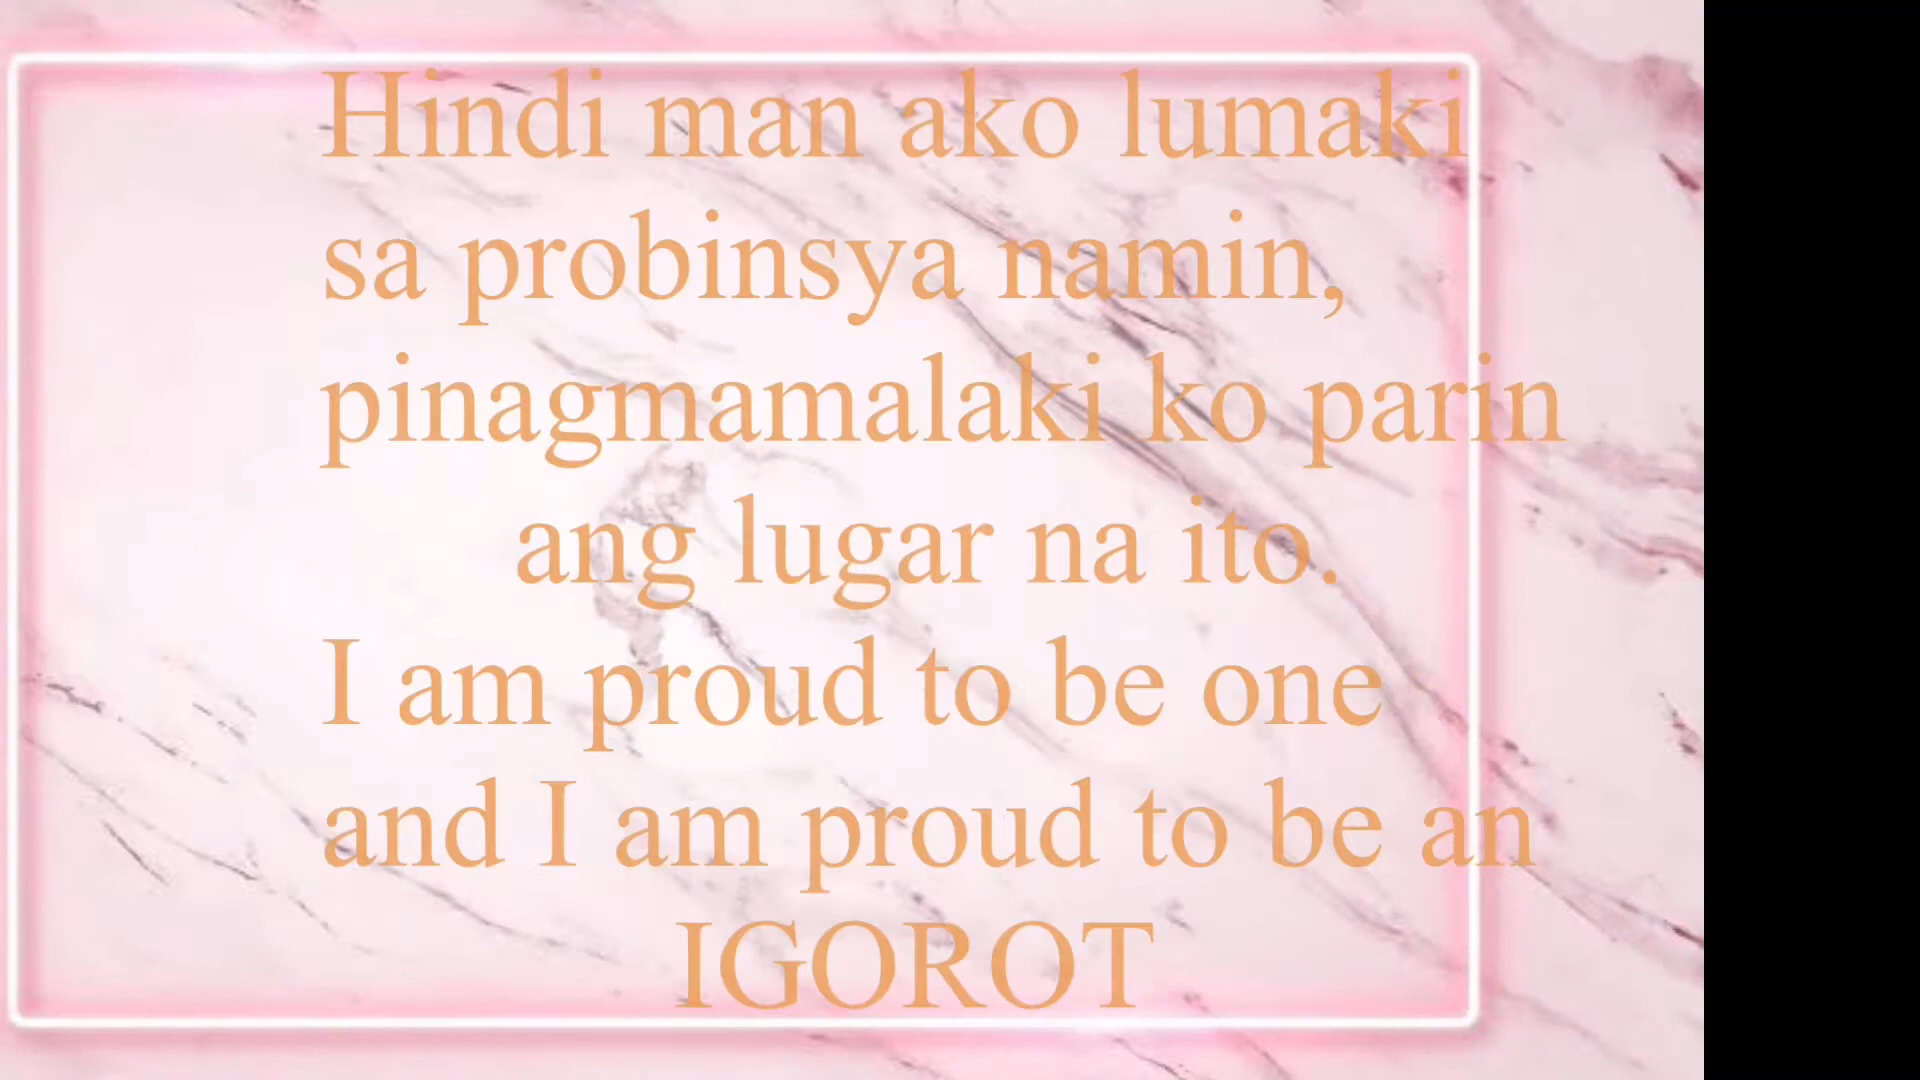 Hindi man ako lumaki
sa probinsya namin,
pinagmamalaki ko parin
ang lugar na ito.
I am proud to be one
and I am proud to be an
IGOROT